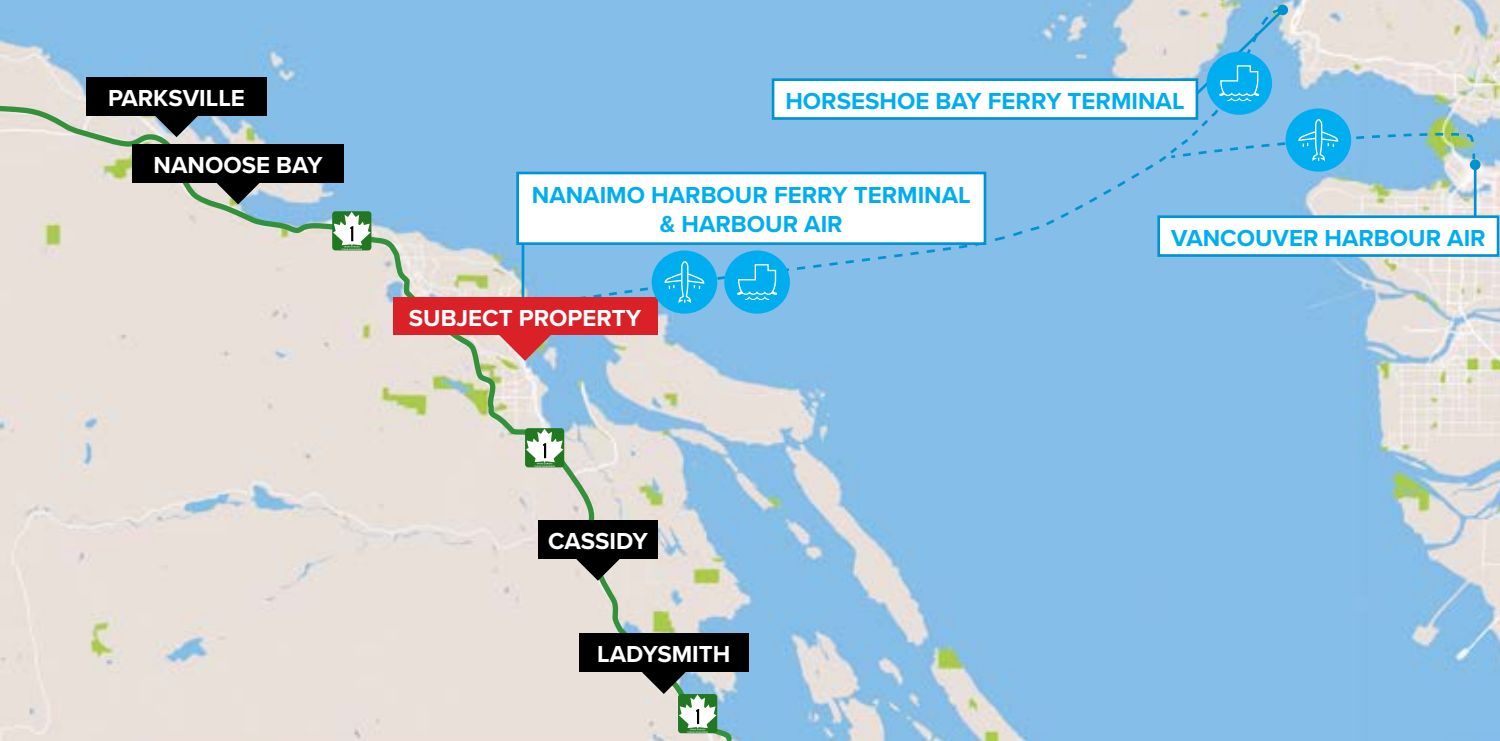 PARKSVILLE
HORSESHOE BAY FERRY TERMINAL
NANOOSE BAY
NANAIMO HARBOUR FERRY TERMINAL
& HARBOUR AIR
1
VANCOUVER HARBOUR AIR
SUBJECT PROPERTY
1
CASSIDY
LADYSMITH
1